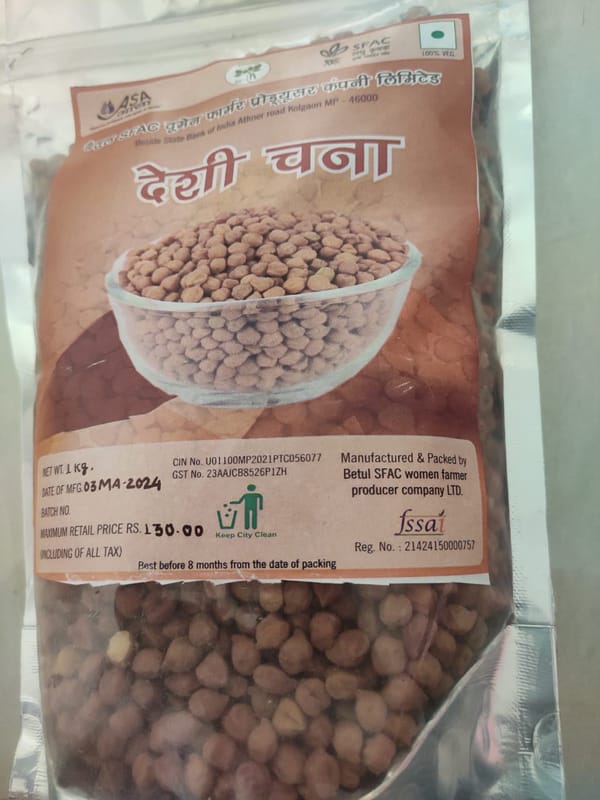 ASA
आसा
SFAC
100% VEG
बैतूल SFAC वूमेन फार्मर प्रोड्यूसर कंपनी लिमिटेड
Beside State Bank of India Athner road Kolgaon MP - 46000
देशी चना
NET WT. 1 Kg.
DATE OF MFG. 03 MA-2024
BATCH NO.
MAXIMUM RETAIL PRICE RS. 130.00
(INCLUDING OF ALL TAX)
CIN No. U01100MP2021PTC056077
GST No. 23AAJCB8526P1ZH
Keep City Clean
Manufactured & Packed by
Betul SFAC women farmer
producer company LTD.
fssai
Reg. No. : 21424150000757
Best before 8 months from the date of packing